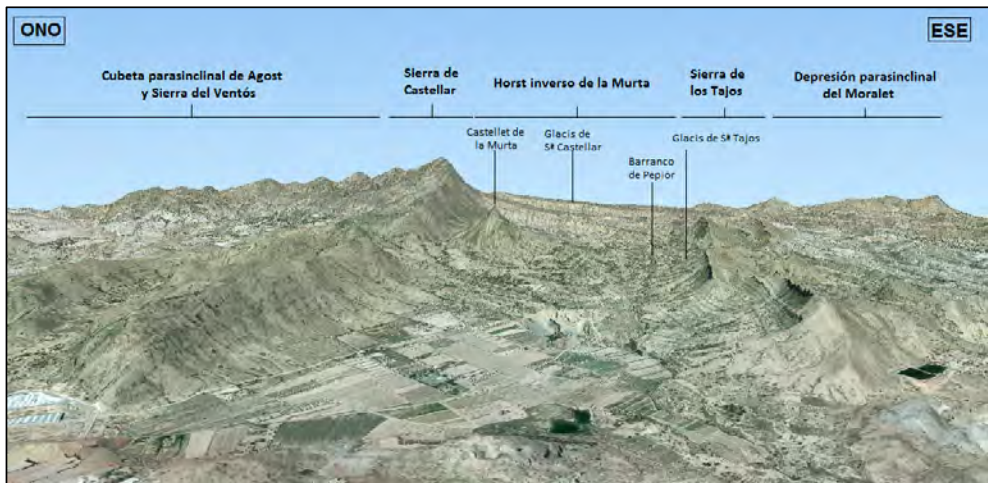 ONO
ESE
Cubeta parasinclinal de Agost
y Sierra del Ventós
Sierra de
Castellar
Horst inverso de la Murta
Sierra de
los Tajos
Depresión parasinclinal
del Moralet
Castellet de
la Murta
Glacis de
Sª Castellar
Barranco
de Pepior
Glacis de Sª Tajos